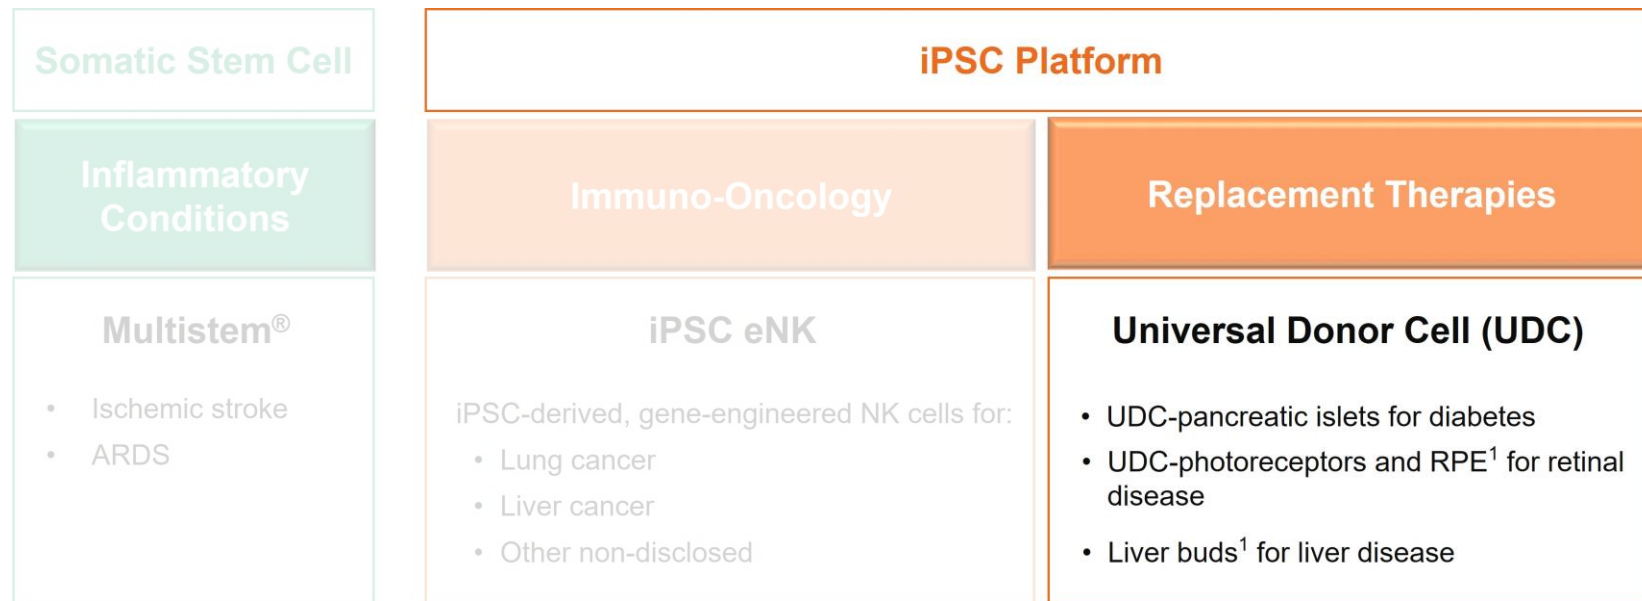 Somatic Stem Cell
Inflammatory
Conditions
Multistem®
• Ischemic stroke
• ARDS
iPSC Platform
Immuno-Oncology
iPSC eNK
iPSC-derived, gene-engineered NK cells for:
• Lung cancer
• Liver cancer
• Other non-disclosed
Replacement Therapies
Universal Donor Cell (UDC)
• UDC-pancreatic islets for diabetes
• UDC-photoreceptors and RPE¹ for retinal
disease
• Liver buds¹ for liver disease